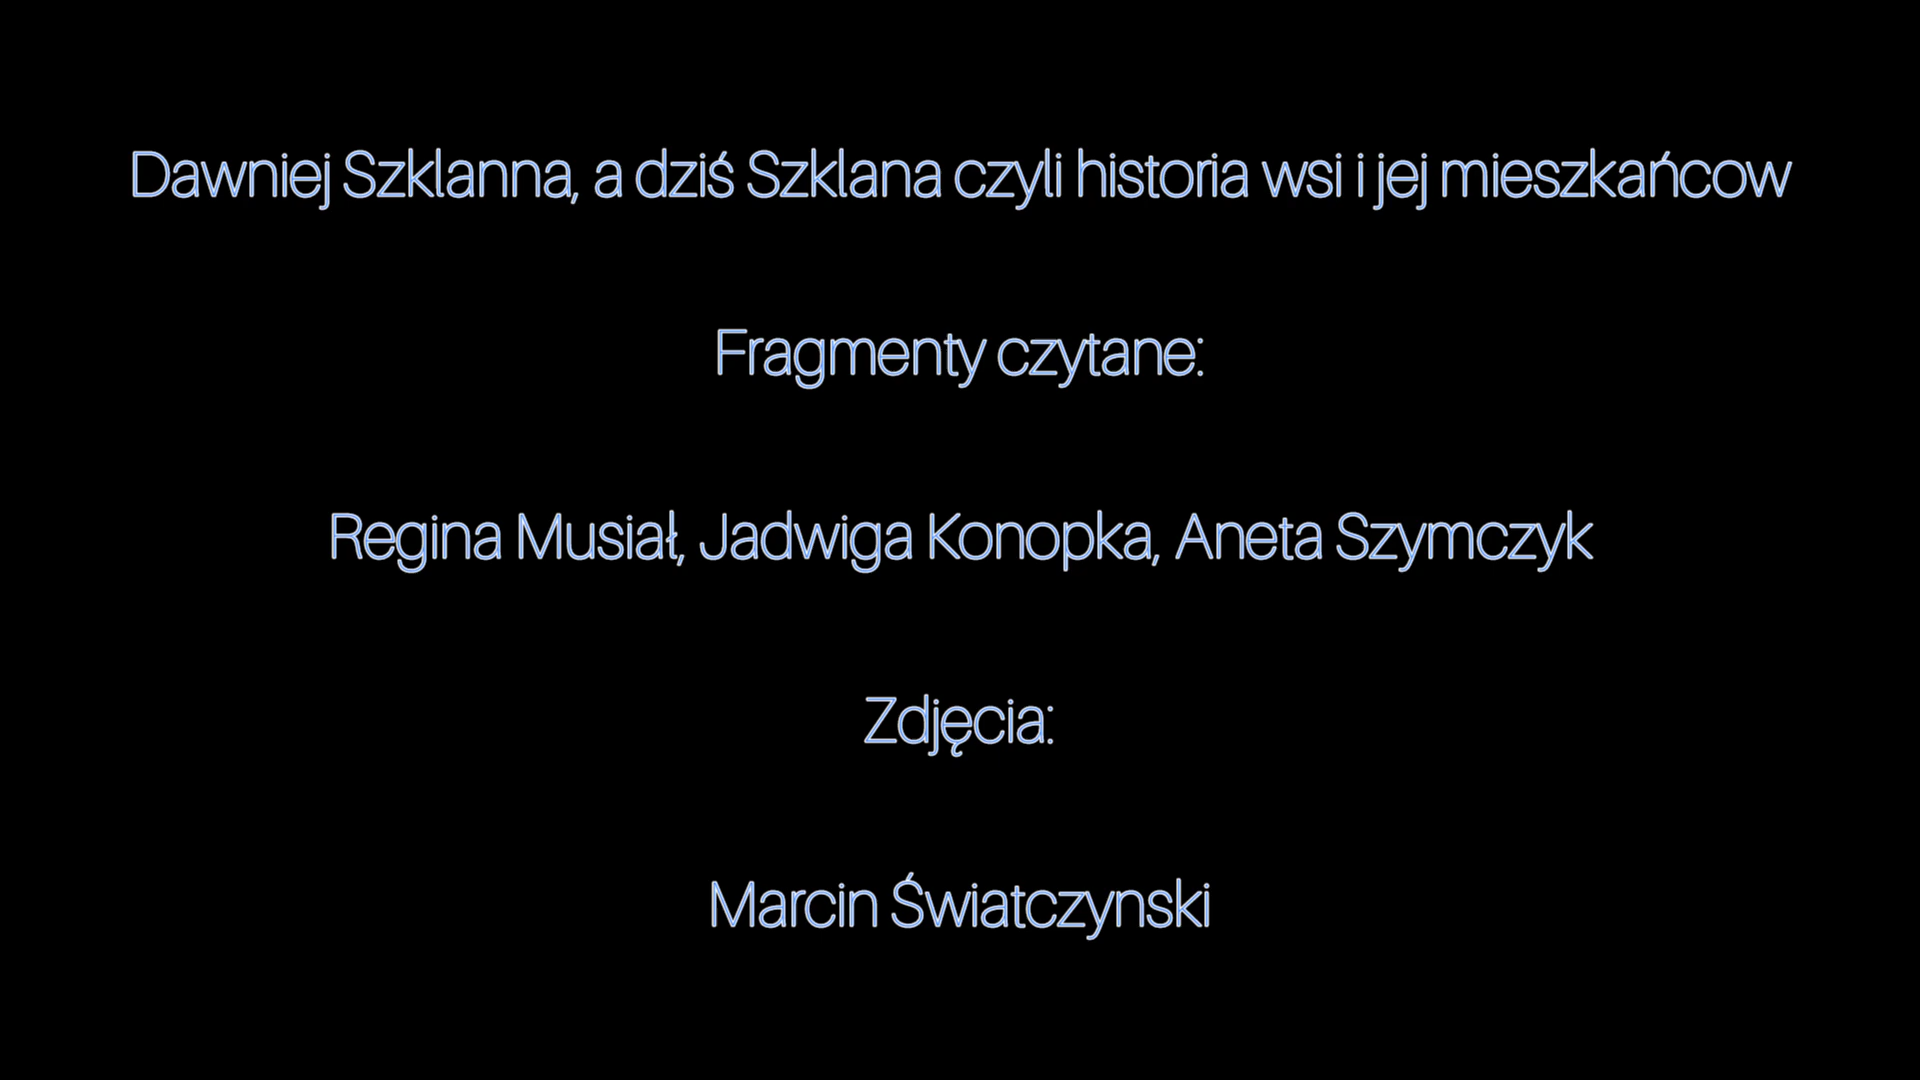 Dawniej Szklanna, a dziś Szklana czyli historia wsi i jej mieszkańcow
Fragmenty czytane:
Regina Musiał, Jadwiga Konopka, Aneta Szymczyk
Zdjęcia:
Marcin Światczynski